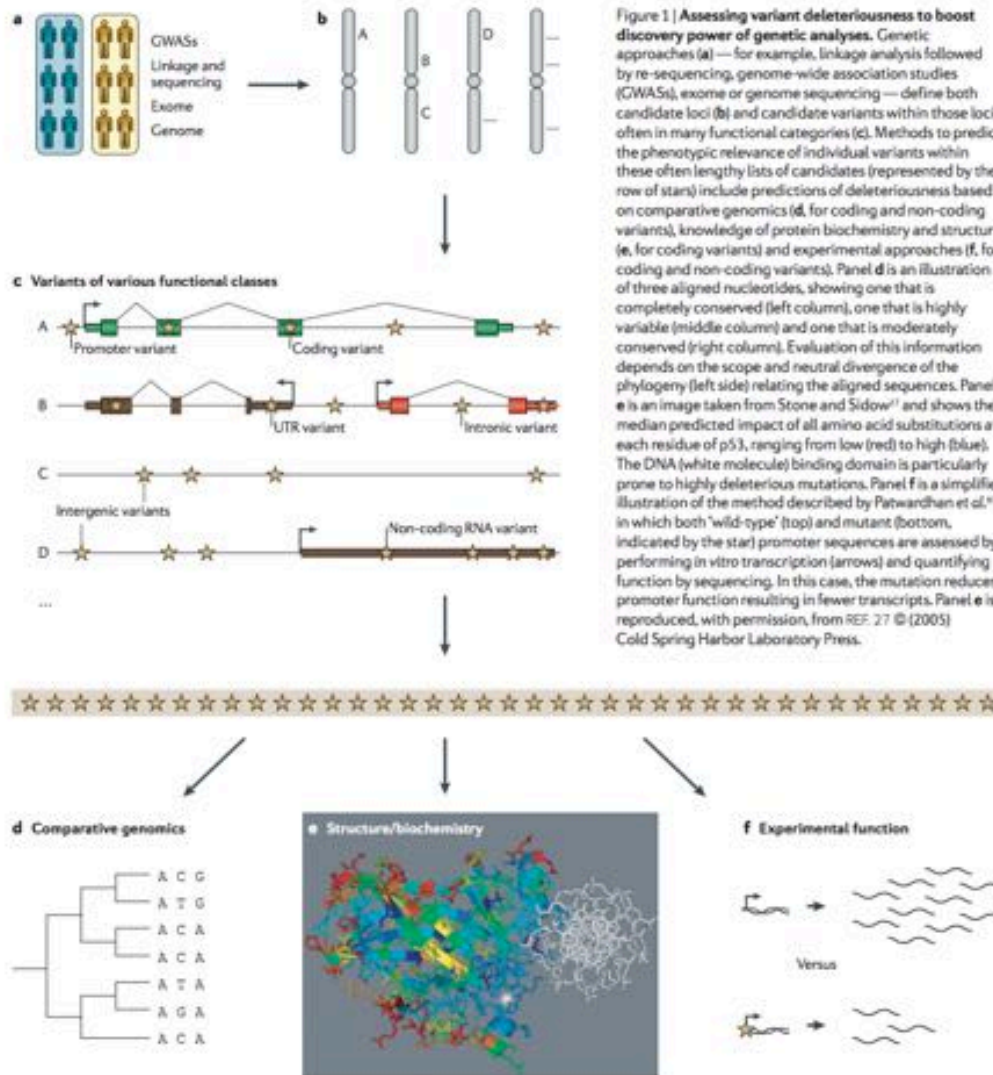 a
GWASs
Linkage and
sequencing
Exome
Genome
b
A
B
C
D
Figure 1 | Assessing variant deleteriousness to boost
discovery power of genetic analyses. Genetic
approaches (a) — for example, linkage analysis followed
by re-sequencing, genome-wide association studies
(GWASs), exome or genome sequencing — define both
candidate loci (b) and candidate variants within those loci
often in many functional categories (c). Methods to predic
the phenotypic relevance of individual variants within
these often lengthy lists of candidates (represented by the
row of stars) include predictions of deleteriousness based
on comparative genomics (d, for coding and non-coding
variants), knowledge of protein biochemistry and structur
(e, for coding variants) and experimental approaches (f, fo
coding and non-coding variants). Panel d is an illustration
of three aligned nucleotides, showing one that is
completely conserved (left column), one that is highly
variable (middle column) and one that is moderately
conserved (right column). Evaluation of this information
depends on the scope and neutral divergence of the
phylogeny (left side) relating the aligned sequences. Panel
e is an image taken from Stone and Sidow²⁷ and shows the
median predicted impact of all amino acid substitutions a
each residue of p53, ranging from low (red) to high (blue).
The DNA (white molecule) binding domain is particularly
prone to highly deleterious mutations. Panel f is a simplifie
illustration of the method described by Patwardhan et al.
in which both 'wild-type' (top) and mutant (bottom,
indicated by the star) promoter sequences are assessed by
performing in vitro transcription (arrows) and quantifying
function by sequencing. In this case, the mutation reduces
promoter function resulting in fewer transcripts. Panel e is
reproduced, with permission, from REF. 27 © (2005)
Cold Spring Harbor Laboratory Press.
c Variants of various functional classes
A
Promoter variant
Coding variant
B
UTR variant
Intronic variant
C
Intergenic variants
Non-coding RNA variant
D
...
d Comparative genomics
A C G
A T G
A C A
A C A
A T A
A G A
A C A
e Structure/biochemistry
f Experimental function
Versus